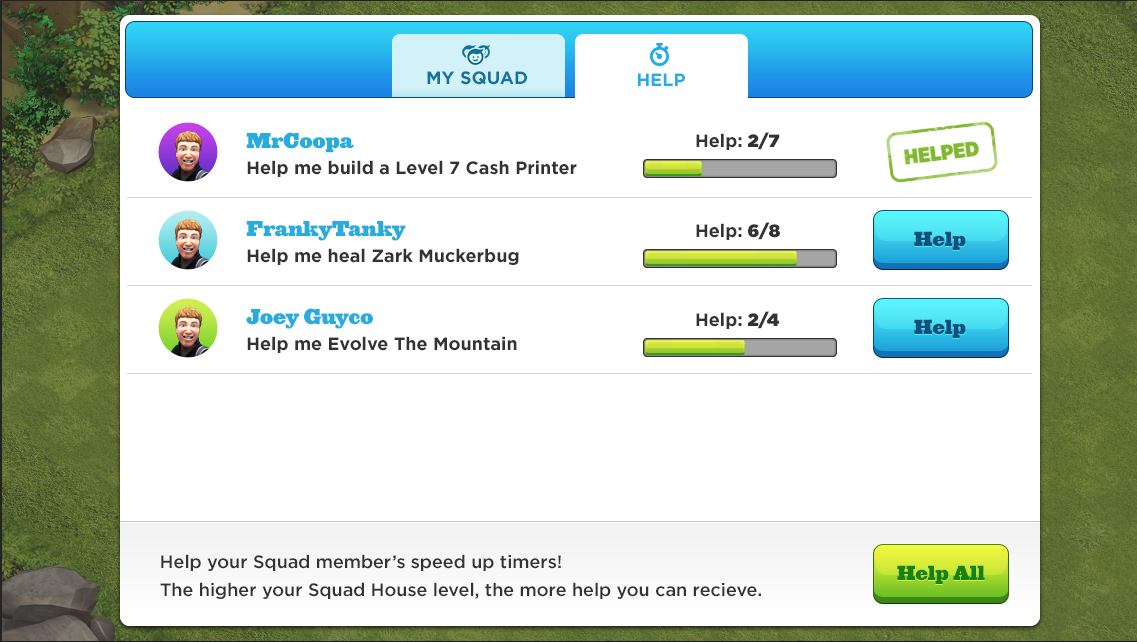 MY SQUAD
HELP
MrCoopa
Help me build a Level 7 Cash Printer
Help: 2/7
HELPED
FrankyTanky
Help me heal Zark Muckerbug
Help: 6/8
Help
Joey Guyco
Help me Evolve The Mountain
Help: 2/4
Help
Help your Squad member’s speed up timers!
The higher your Squad House level, the more help you can recieve.
Help All